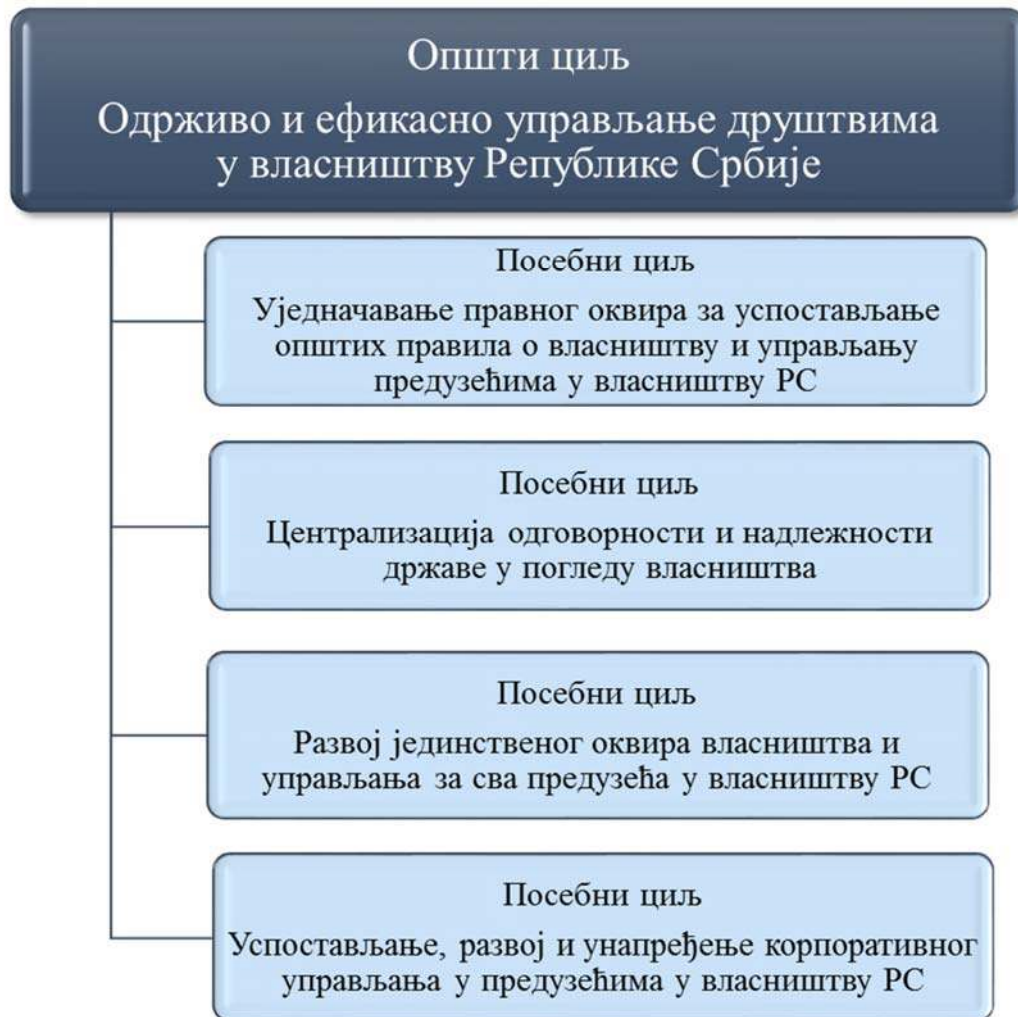 Општи циљ
Одрживо и ефикасно управљање друштвима
у власништву Републике Србије
Посебни циљ
Уједначавање правног оквира за успостављање
општих правила о власништву и управљању
предузећима у власништву РС
Посебни циљ
Централизација одговорности и надлежности
државе у погледу власништва
Посебни циљ
Развој јединственог оквира власништва и
управљања за сва предузећа у власништву РС
Посебни циљ
Успостављање, развој и унапређење корпоративног
управљања у предузећима у власништву РС